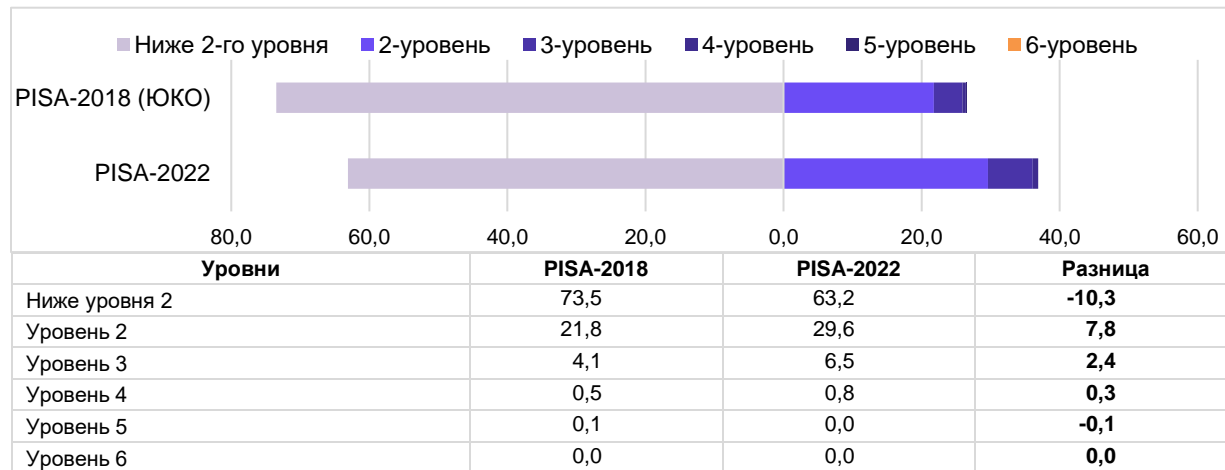 Ниже 2-го уровня 2-уровень 3-уровень 4-уровень 5-уровень 6-уровень
PISA-2018 (ЮКО)
PISA-2022
80,0 60,0 40,0 20,0 0,0 20,0 40,0 60,0
Уровни PISA-2018 PISA-2022 Разница
Ниже уровня 2 73,5 63,2 -10,3
Уровень 2 21,8 29,6 7,8
Уровень 3 4,1 6,5 2,4
Уровень 4 0,5 0,8 0,3
Уровень 5 0,1 0,0 -0,1
Уровень 6 0,0 0,0 0,0